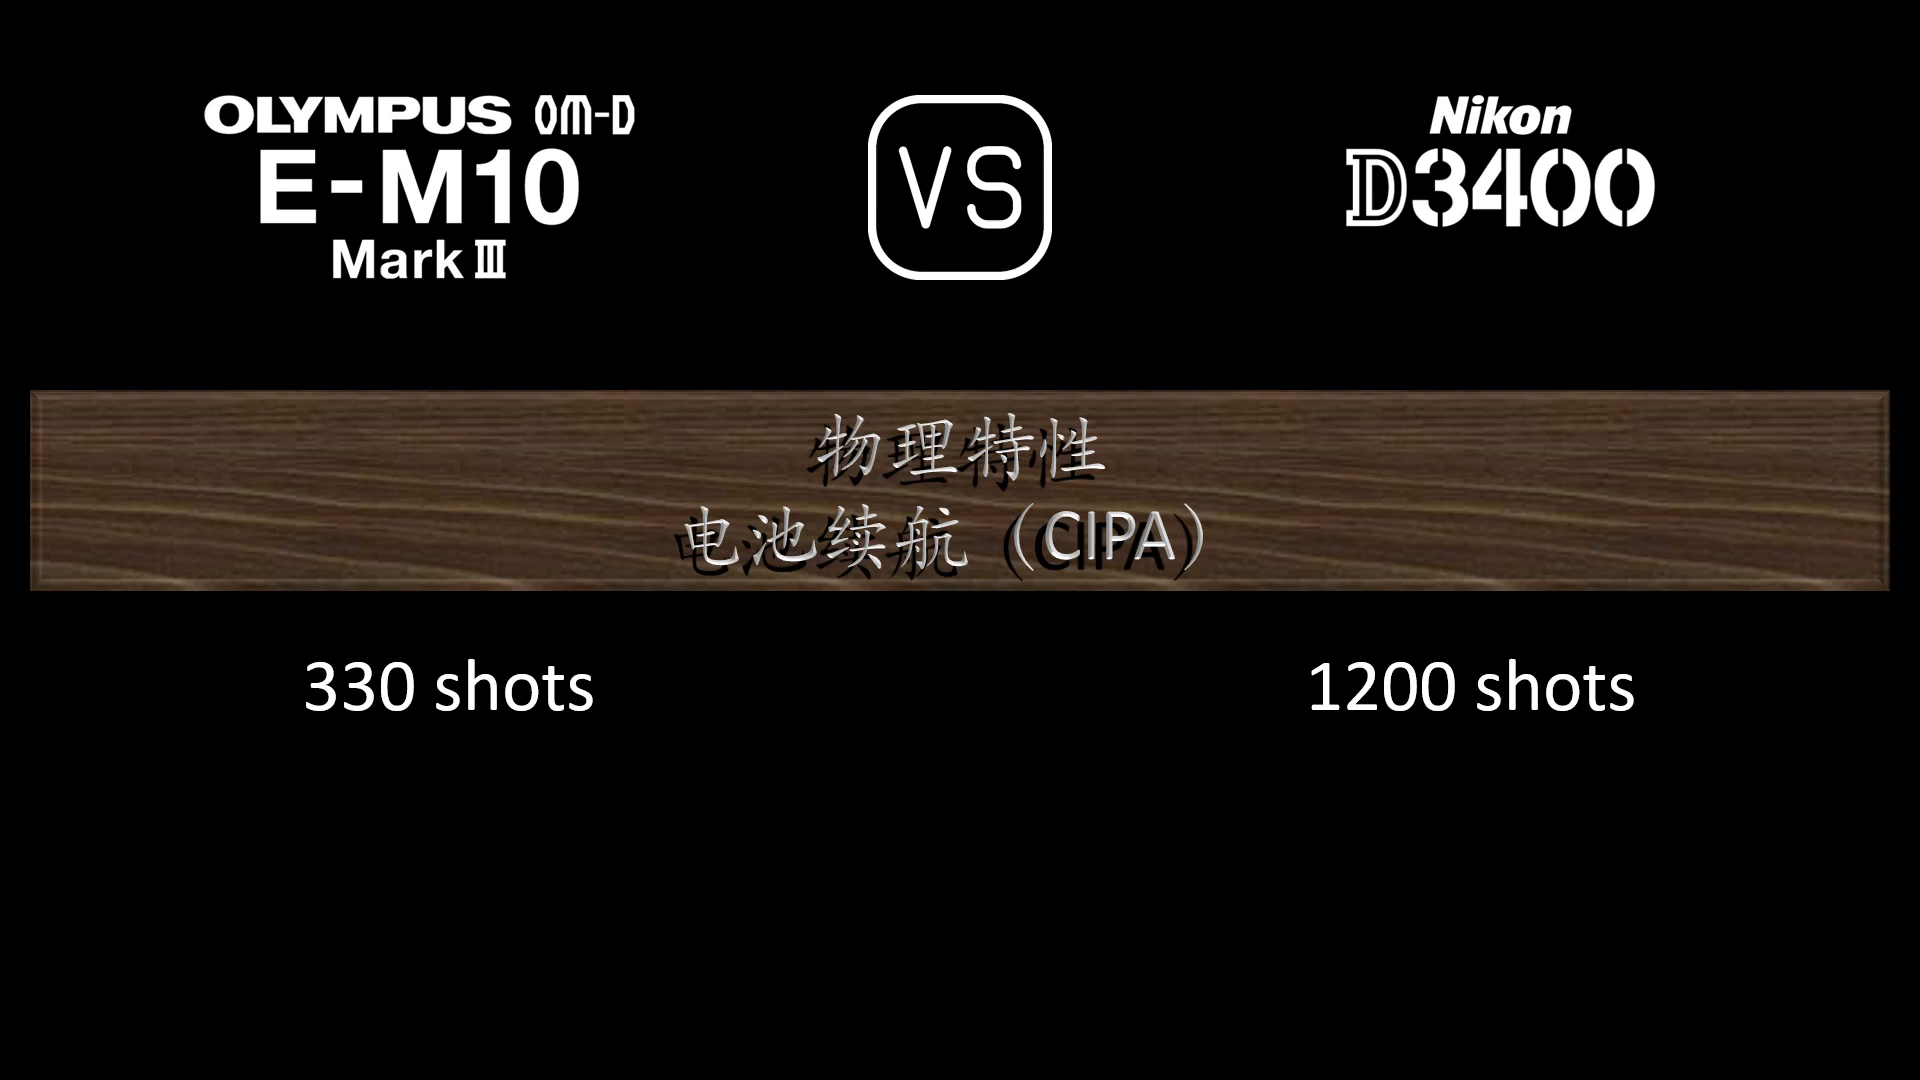 OLYMPUS OM-D
E-M10
Mark III
VS
Nikon
D3400
物理特性
电池续航（CIPA）
330 shots
1200 shots